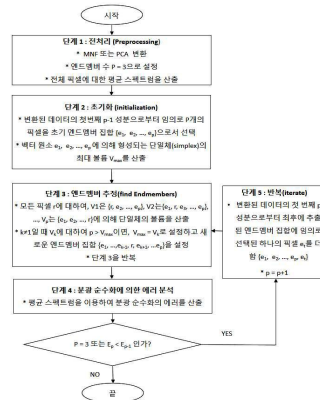 시작
단계 1 : 전처리 (Preprocessing)
* MNF 또는 PCA 변환
* 앤드멤버 수 P = 3으로 설정
* 전체 픽셀에 대한 평균 스펙트럼을 산출
단계 2 : 초기화 (initialization)
* 변환된 데이터의 첫번째 p-1 성분으로부터 임의로 P개의
픽셀을 초기 앤드멤버 집합 {e₁, e₂, ..., eₚ}으로서 선택
* 벡터 원소 e₁, e₂, ..., eₚ 에 의해 형성되는 단일체(simplex)의
최대 볼륨 Vₘₐₓ를 산출
단계 3 : 앤드멤버 추정(find Endmembers)
* 모든 픽셀 r에 대하여, V1은 {r, e₂, ..., eₚ}, V2는{e₁, r, ..., eₚ},
..., Vₚ는 {e₁, e₂, ..., r}에 의해 단일체의 볼륨을 산출
* k≠1일 때 Vₖ에 대하여 p > Vₘₐₓ이면, Vₘₐₓ = Vₖ로 설정하고 새
로운 앤드멤버 집합 {e₁, ...eₖ₋₁, r, eₖ₊₁, ...eₚ}을 설정
* 단계 3을 반복
단계 5 : 반복(iterate)
* 변환된 데이터의 첫 번째 p
성분으로부터 최후에 추출
된 앤드멤버 집합에 임의로
선택된 하나의 픽셀 eₚ를 더
함 {e₁, e₂, ..., eₚ, eₚ}
* p = p+1
단계 4 : 분광 순수화에 의한 에러 분석
* 평균 스펙트럼을 이용하여 분광 순수화의 에러를 산출
YES
P = 3 또는 Eₚ < Eₚ₋₁ 인가?
NO
끝